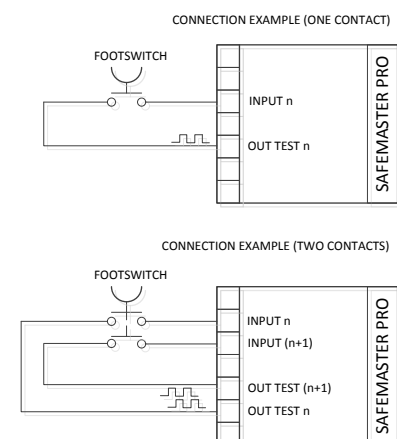 CONNECTION EXAMPLE (ONE CONTACT)
FOOTSWITCH
INPUT n
OUT TEST n
SAFEMASTER PRO
CONNECTION EXAMPLE (TWO CONTACTS)
FOOTSWITCH
INPUT n
INPUT (n+1)
OUT TEST (n+1)
OUT TEST n
SAFEMASTER PRO